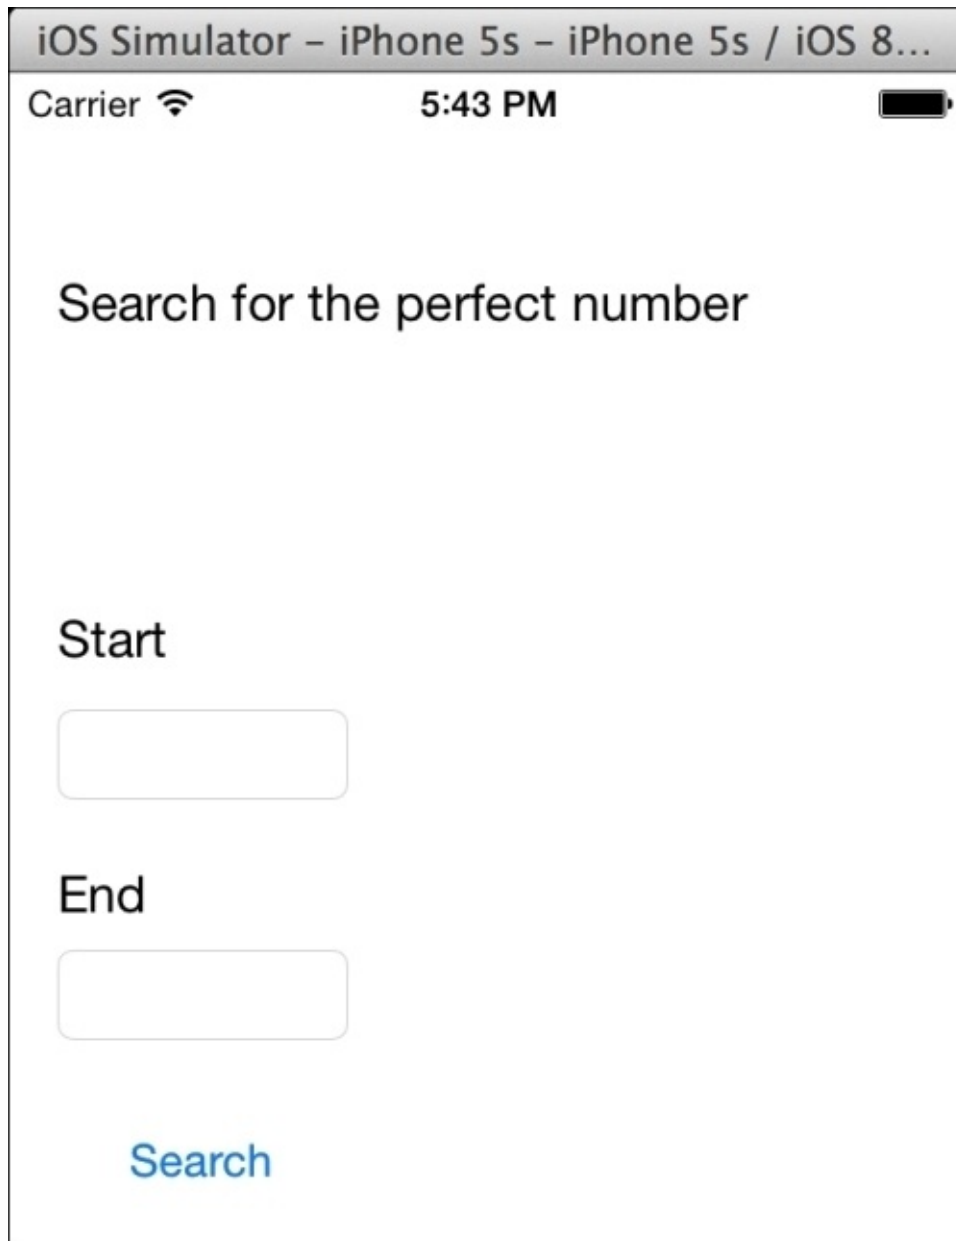 iOS Simulator – iPhone 5s – iPhone 5s / iOS 8...
Carrier 5:43 PM
Search for the perfect number
Start
End
Search